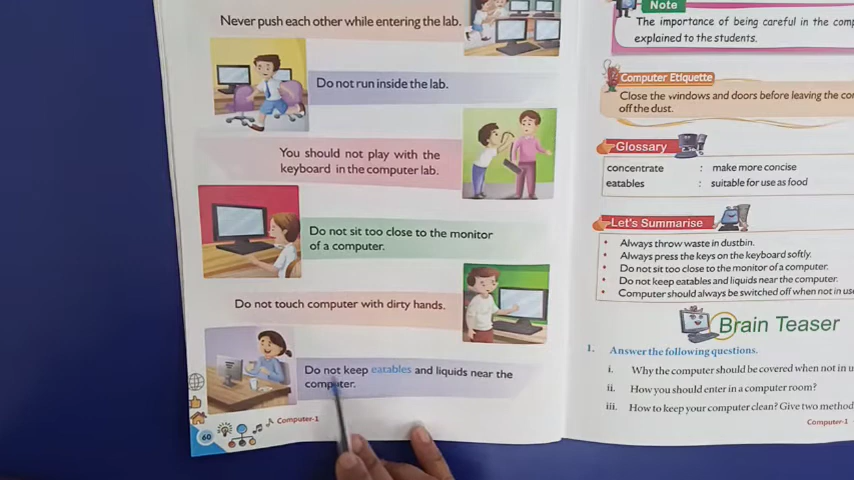 Never push each other while entering the lab.
Do not run inside the lab.
You should not play with the
keyboard in the computer lab.
Do not sit too close to the monitor
of a computer.
Do not touch computer with dirty hands.
Do not keep eatables and liquids near the
computer.
60
Computer-1
Note
The importance of being careful in the comp
explained to the students.
Computer Etiquette
Close the windows and doors before leaving the co
off the dust.
Glossary
concentrate : make more concise
eatables : suitable for use as food
Let's Summarise
• Always throw waste in dustbin.
• Always press the keys on the keyboard softly.
• Do not sit too close to the monitor of a computer.
• Do not keep eatables and liquids near the computer.
• Computer should always be switched off when not in use
Brain Teaser
1. Answer the following questions.
i. Why the computer should be covered when not in u
ii. How you should enter in a computer room?
iii. How to keep your computer clean? Give two method
Computer-1